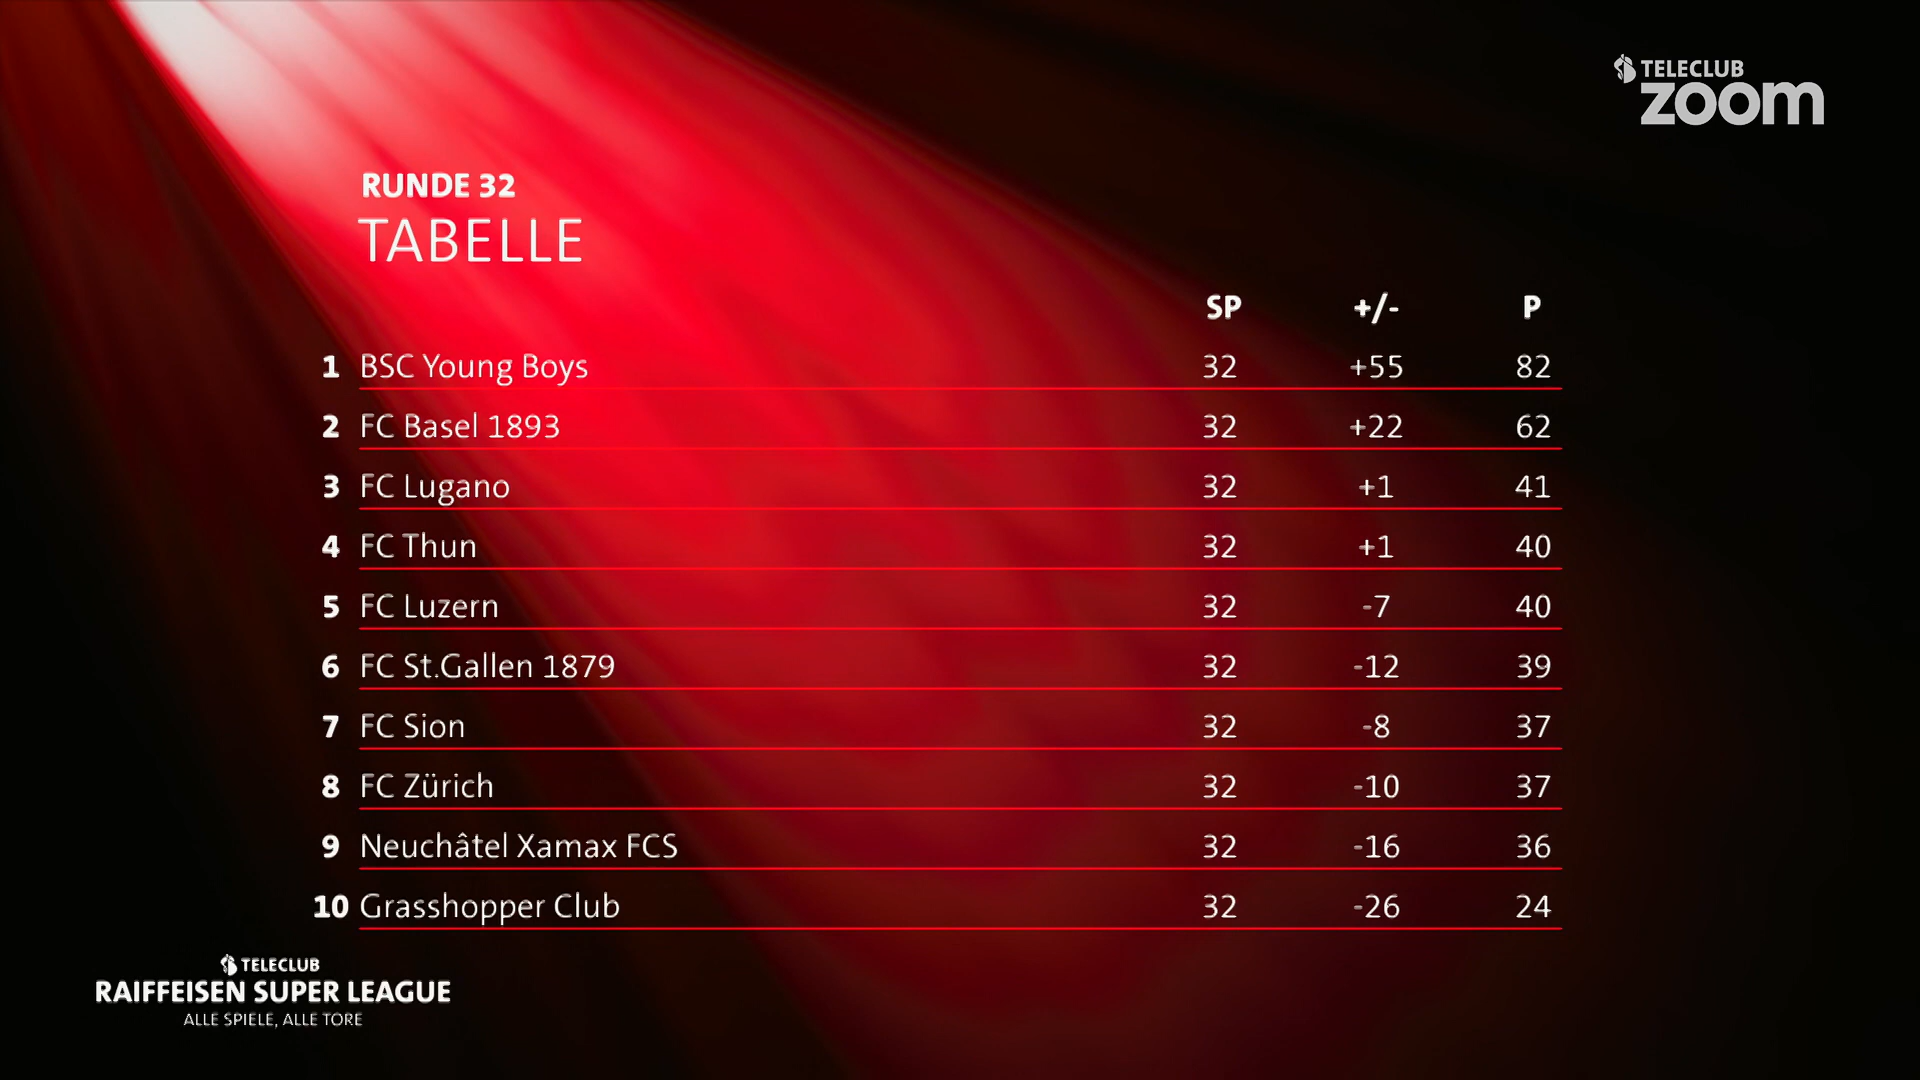 TELECLUB
zoom
RUNDE 32
TABELLE
SP +/- P
1 BSC Young Boys 32 +55 82
2 FC Basel 1893 32 +22 62
3 FC Lugano 32 +1 41
4 FC Thun 32 +1 40
5 FC Luzern 32 -7 40
6 FC St.Gallen 1879 32 -12 39
7 FC Sion 32 -8 37
8 FC Zürich 32 -10 37
9 Neuchâtel Xamax FCS 32 -16 36
10 Grasshopper Club 32 -26 24
TELECLUB
RAIFFEISEN SUPER LEAGUE
ALLE SPIELE, ALLE TORE